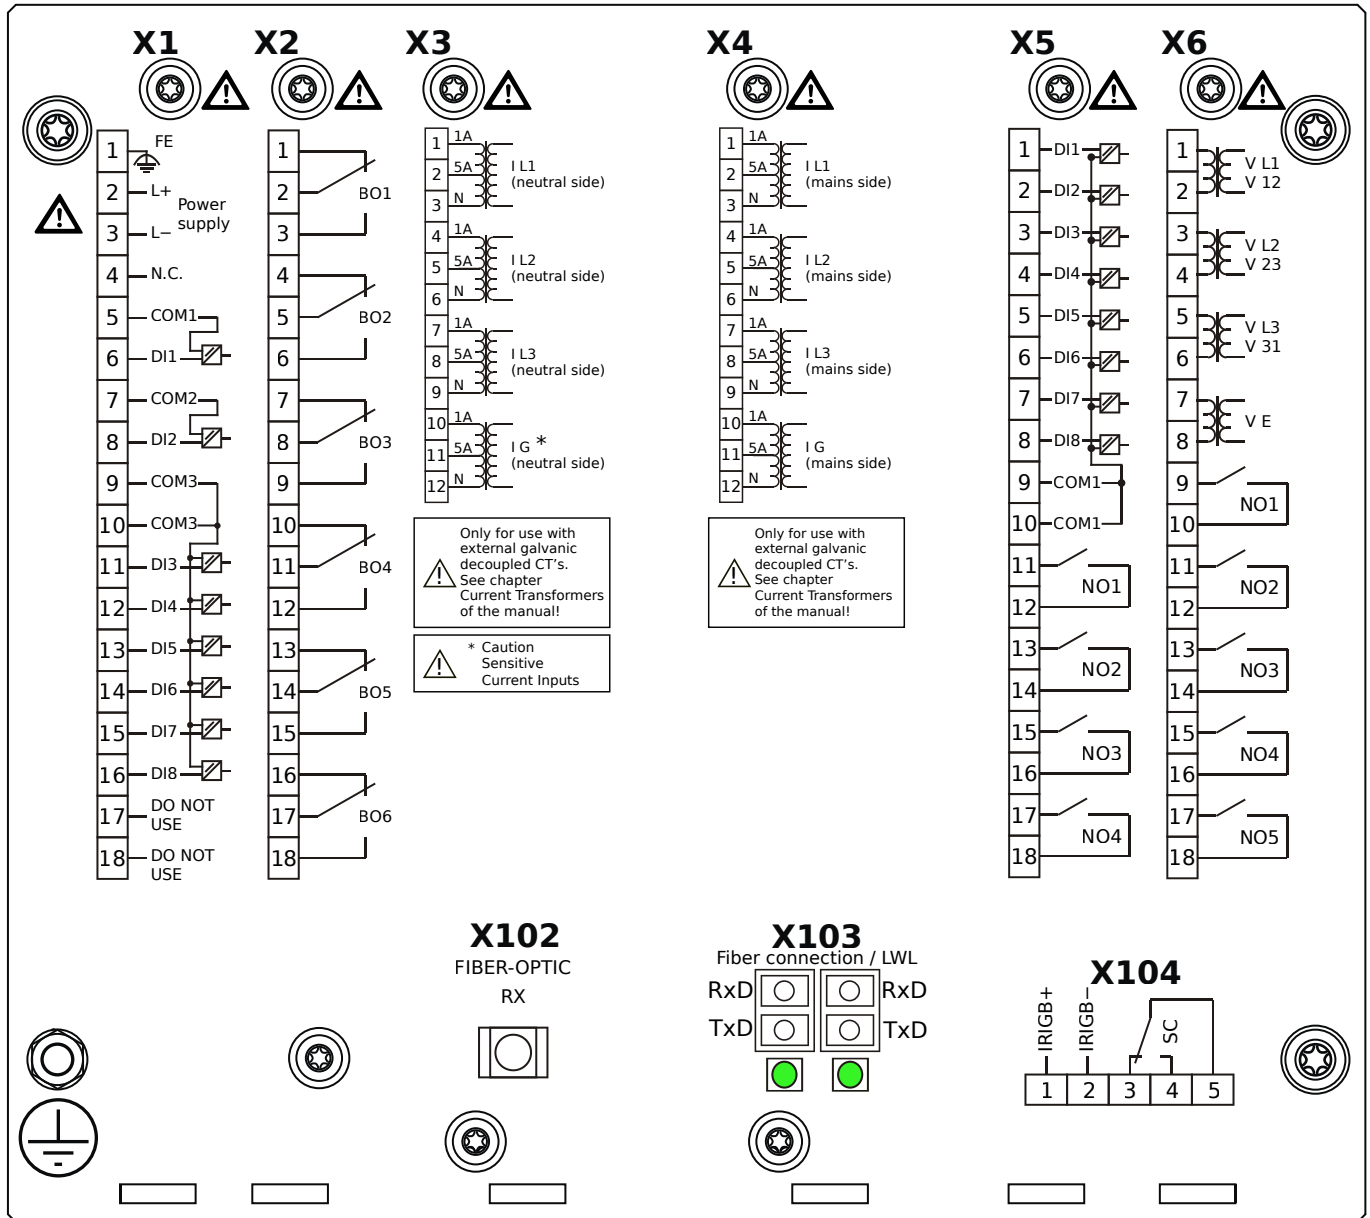 X1
1
FE
2
L+
Power
supply
3
L−
4
N.C.
5
COM1
6
DI1
7
COM2
8
DI2
9
COM3
10
COM3
11
DI3
12
DI4
13
DI5
14
DI6
15
DI7
16
DI8
17
DO NOT
USE
18
DO NOT
USE
X2
1
2
BO1
3
4
5
BO2
6
7
8
BO3
9
10
11
BO4
12
13
14
BO5
15
16
17
BO6
18
X3
1 1A
2 5A
3 N
I L1
(neutral side)
4 1A
5 5A
6 N
I L2
(neutral side)
7 1A
8 5A
9 N
I L3
(neutral side)
10 1A
11 5A
12 N
I G *
(neutral side)
Only for use with
external galvanic
decoupled CT's.
See chapter
Current Transformers
of the manual!
* Caution
Sensitive
Current Inputs
X4
1 1A
2 5A
3 N
I L1
(mains side)
4 1A
5 5A
6 N
I L2
(mains side)
7 1A
8 5A
9 N
I L3
(mains side)
10 1A
11 5A
12 N
I G
(mains side)
Only for use with
external galvanic
decoupled CT's.
See chapter
Current Transformers
of the manual!
X5
1 DI1
2 DI2
3 DI3
4 DI4
5 DI5
6 DI6
7 DI7
8 DI8
9 COM1
10 COM1
11
NO1
12
13
NO2
14
15
NO3
16
17
NO4
18
X6
1
V L1
2
V 12
3
V L2
V 23
4
5
V L3
V 31
6
7
V E
8
9
NO1
10
11
NO2
12
13
NO3
14
15
NO4
16
17
NO5
18
X102
FIBER-OPTIC
RX
X103
Fiber connection / LWL
RxD RxD
TxD TxD
X104
IRIGB+
IRIGB−
SC
1 2 3 4 5